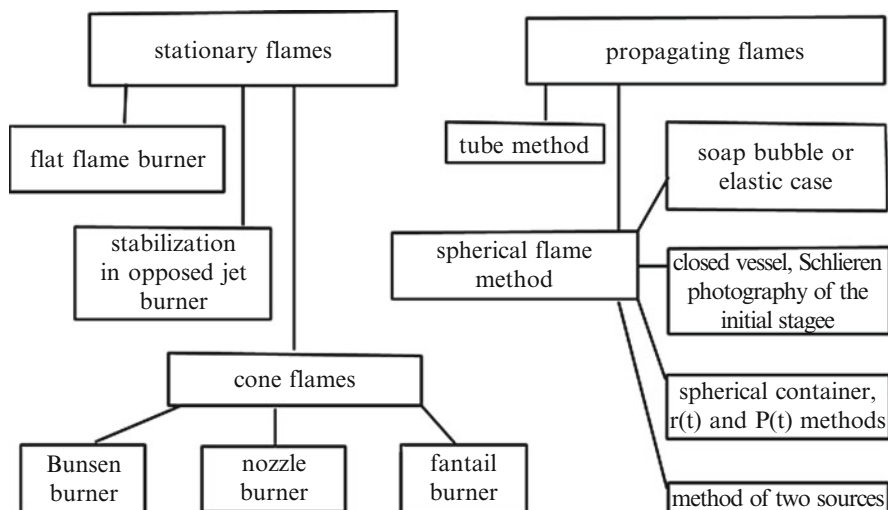 stationary flames
flat flame burner
stabilization
in opposed jet
burner
cone flames
Bunsen
burner
nozzle
burner
fantail
burner
propagating flames
tube method
spherical flame
method
soap bubble or
elastic case
closed vessel, Schlieren
photography of the
initial stagee
spherical container,
r(t) and P(t) methods
method of two sources